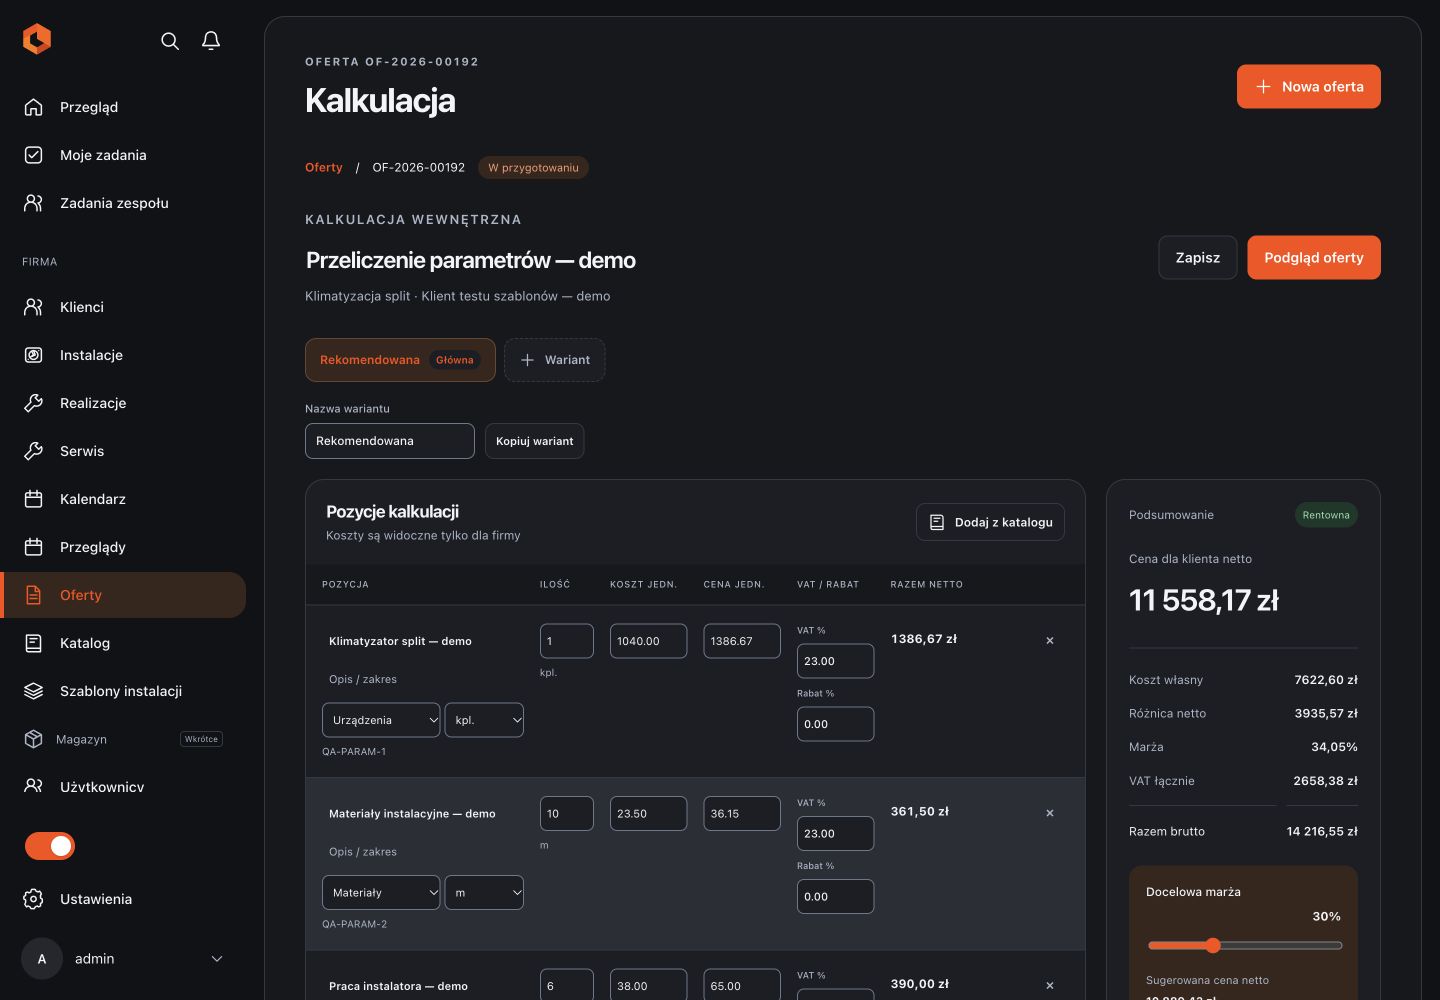 Przegląd
Moje zadania
Zadania zespołu
FIRMA
Klienci
Instalacje
Realizacje
Serwis
Kalendarz
Przeglądy
Oferty
Katalog
Szablony instalacji
Magazyn Wkrótce
Użytkownicy
Ustawienia
A admin
OFERTA OF-2026-00192
Kalkulacja
Nowa oferta
Oferty / OF-2026-00192 W przygotowaniu
KALKULACJA WEWNĘTRZNA
Przeliczenie parametrów — demo
Klimatyzacja split · Klient testu szablonów — demo
Zapisz Podgląd oferty
Rekomendowana Główna Wariant
Nazwa wariantu
Rekomendowana Kopiuj wariant
Pozycje kalkulacji
Koszty są widoczne tylko dla firmy
Dodaj z katalogu
POZYCJA ILOŚĆ KOSZT JEDN. CENA JEDN. VAT / RABAT RAZEM NETTO
Klimatyzator split — demo 1 1040.00 1386.67 VAT % 1386,67 zł ×
23.00
kpl.
Opis / zakres
Rabat %
Urządzenia kpl. 0.00
QA-PARAM-1
Materiały instalacyjne — demo 10 23.50 36.15 VAT % 361,50 zł ×
23.00
m
Opis / zakres
Rabat %
Materiały m 0.00
QA-PARAM-2
Praca instalatora — demo 6 38.00 65.00 VAT % 390,00 zł ×
Podsumowanie Rentowna
Cena dla klienta netto
11 558,17 zł
Koszt własny 7622,60 zł
Różnica netto 3935,57 zł
Marża 34,05%
VAT łącznie 2658,38 zł
Razem brutto 14 216,55 zł
Docelowa marża
30%
Sugerowana cena netto